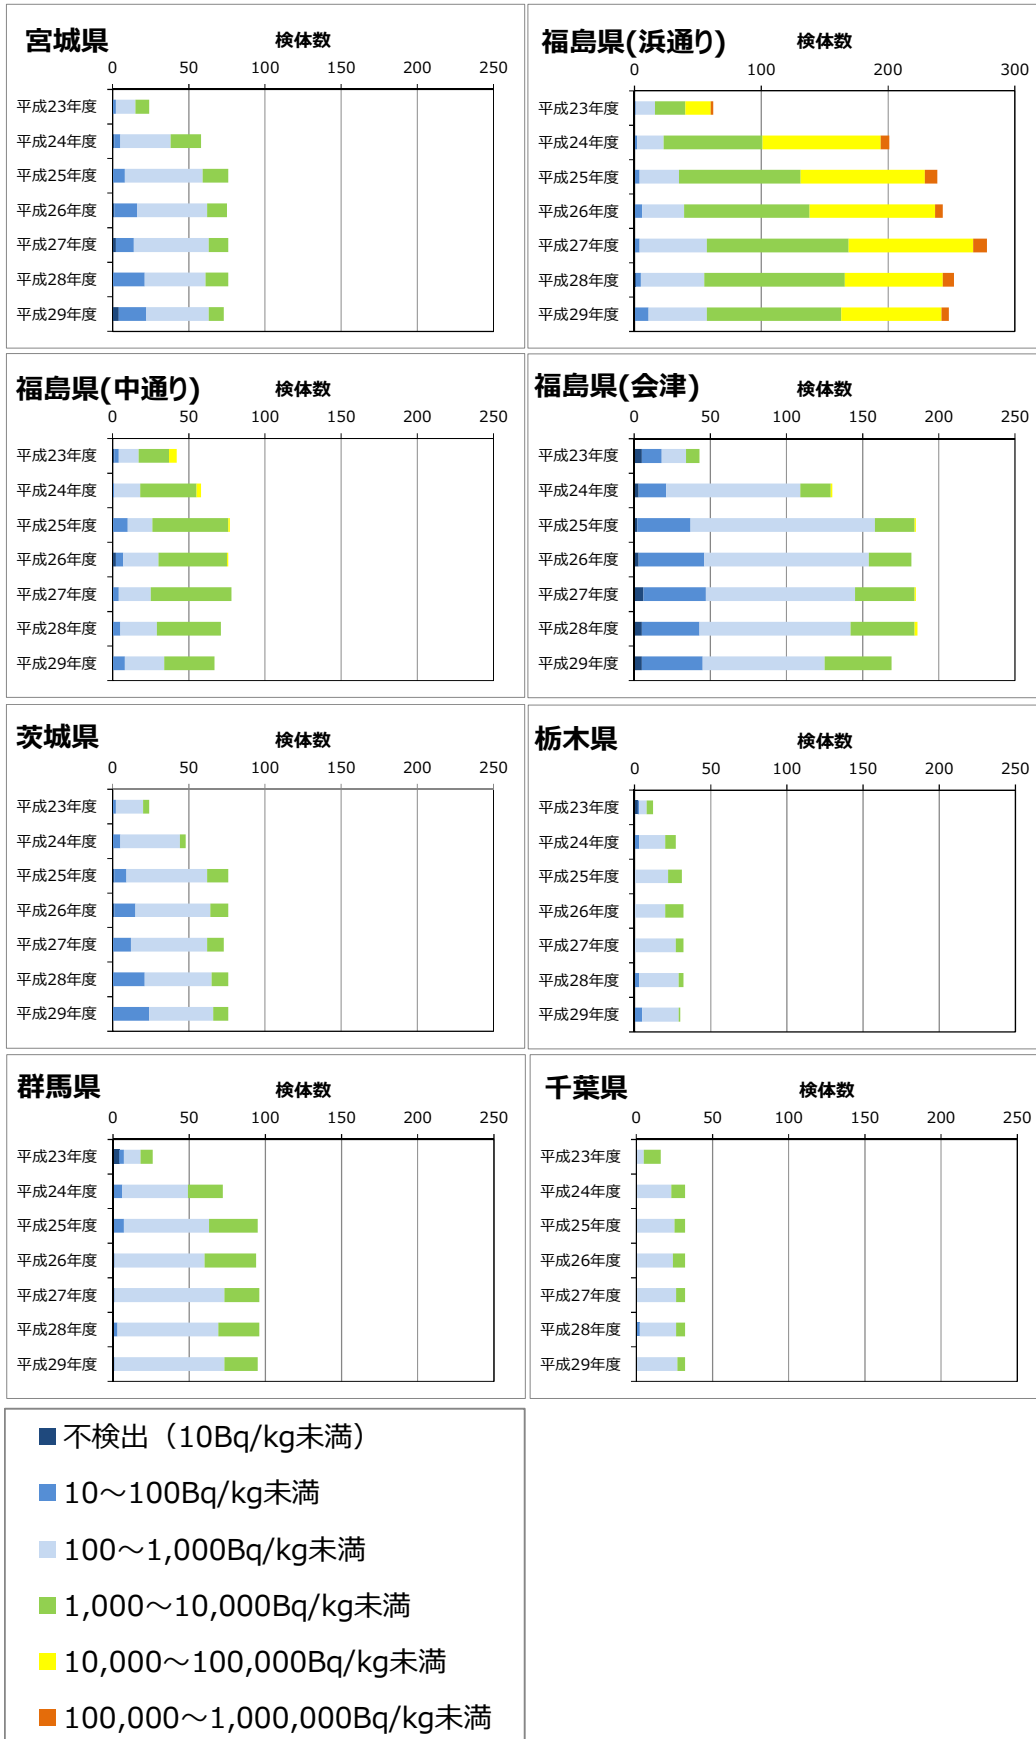 宮城県
検体数
0 50 100 150 200 250
平成23年度
平成24年度
平成25年度
平成26年度
平成27年度
平成28年度
平成29年度
福島県(浜通り)
検体数
0 100 200 300
平成23年度
平成24年度
平成25年度
平成26年度
平成27年度
平成28年度
平成29年度
福島県(中通り)
検体数
0 50 100 150 200 250
平成23年度
平成24年度
平成25年度
平成26年度
平成27年度
平成28年度
平成29年度
福島県(会津)
検体数
0 50 100 150 200 250
平成23年度
平成24年度
平成25年度
平成26年度
平成27年度
平成28年度
平成29年度
茨城県
検体数
0 50 100 150 200 250
平成23年度
平成24年度
平成25年度
平成26年度
平成27年度
平成28年度
平成29年度
栃木県
検体数
0 50 100 150 200 250
平成23年度
平成24年度
平成25年度
平成26年度
平成27年度
平成28年度
平成29年度
群馬県
検体数
0 50 100 150 200 250
平成23年度
平成24年度
平成25年度
平成26年度
平成27年度
平成28年度
平成29年度
千葉県
検体数
0 50 100 150 200 250
平成23年度
平成24年度
平成25年度
平成26年度
平成27年度
平成28年度
平成29年度
不検出（10Bq/kg未満）
10～100Bq/kg未満
100～1,000Bq/kg未満
1,000～10,000Bq/kg未満
10,000～100,000Bq/kg未満
100,000～1,000,000Bq/kg未満